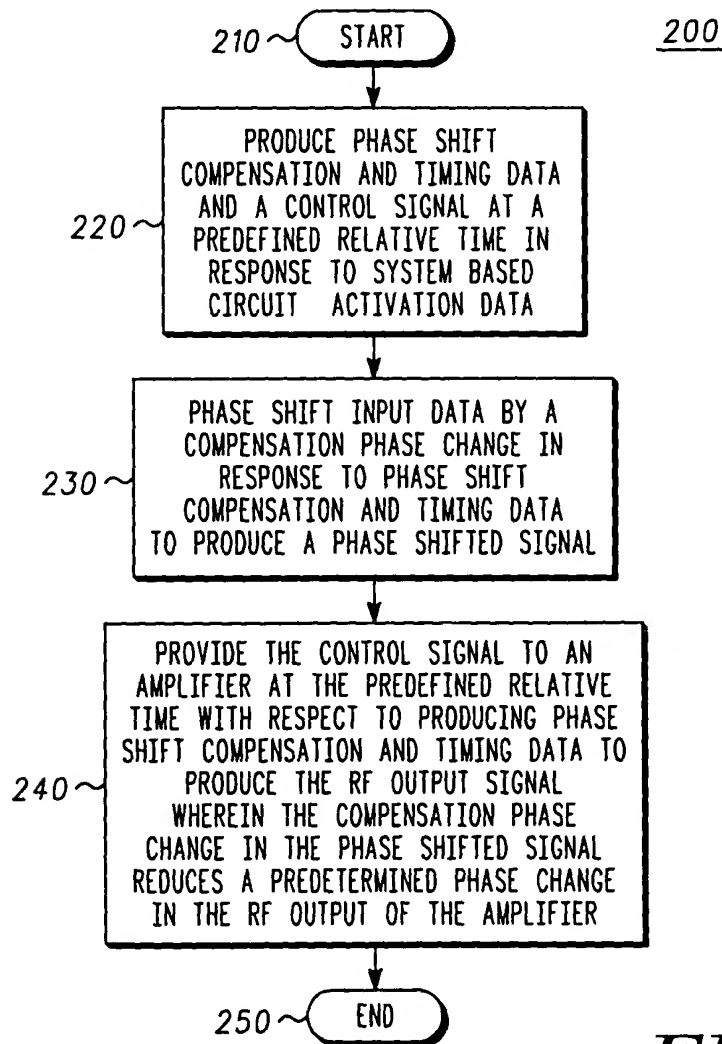 210 START 200
220 PRODUCE PHASE SHIFT
COMPENSATION AND TIMING DATA
AND A CONTROL SIGNAL AT A
PREDEFINED RELATIVE TIME IN
RESPONSE TO SYSTEM BASED
CIRCUIT ACTIVATION DATA
230 PHASE SHIFT INPUT DATA BY A
COMPENSATION PHASE CHANGE IN
RESPONSE TO PHASE SHIFT
COMPENSATION AND TIMING DATA
TO PRODUCE A PHASE SHIFTED SIGNAL
240 PROVIDE THE CONTROL SIGNAL TO AN
AMPLIFIER AT THE PREDEFINED RELATIVE
TIME WITH RESPECT TO PRODUCING PHASE
SHIFT COMPENSATION AND TIMING DATA TO
PRODUCE THE RF OUTPUT SIGNAL
WHEREIN THE COMPENSATION PHASE
CHANGE IN THE PHASE SHIFTED SIGNAL
REDUCES A PREDETERMINED PHASE CHANGE
IN THE RF OUTPUT OF THE AMPLIFIER
250 END